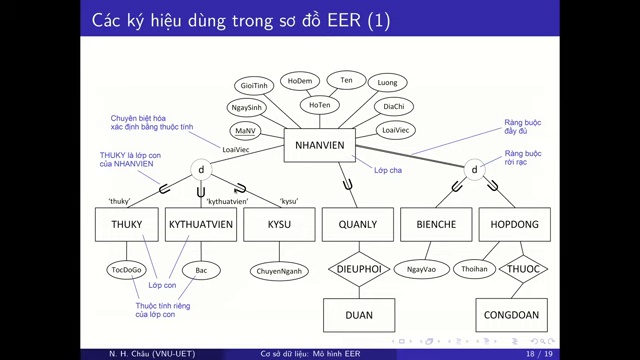 Các ký hiệu dùng trong sơ đồ EER (1)
HoDem
Ten
GioiTinh
Luong
NgaySinh
HoTen
DiaChi
Chuyên biệt hóa
xác định bằng thuộc tính
MaNV
LoaiViec
Ràng buộc
đầy đủ
NHANVIEN
LoaiViec
THUKY là lớp con
của NHANVIEN
Ràng buộc
rời rạc
d
Lớp cha
d
'thuky'
'kythuatvien'
'kysu'
THUKY
KYTHUATVIEN
KYSU
QUANLY
BIENCHE
HOPDONG
TocDoGo
Bac
ChuyenNganh
DIEUPHOI
NgayVao
Thoihan
THUOC
Lớp con
Thuộc tính riêng
của lớp con
DUAN
CONGDOAN
N. H. Châu (VNU-UET)
Cơ sở dữ liệu: Mô hình EER
18 / 19